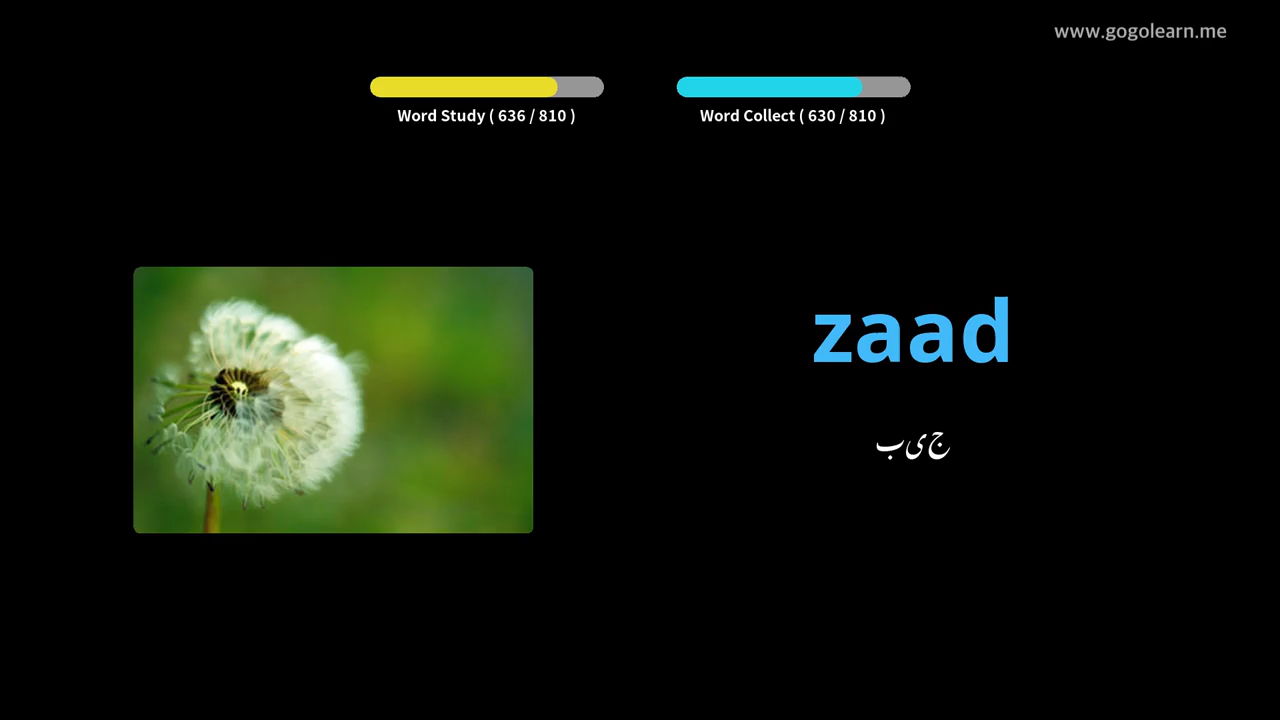 www.gogolearn.me
Word Study ( 636 / 810 )
Word Collect ( 630 / 810 )
zaad
ج ی ب